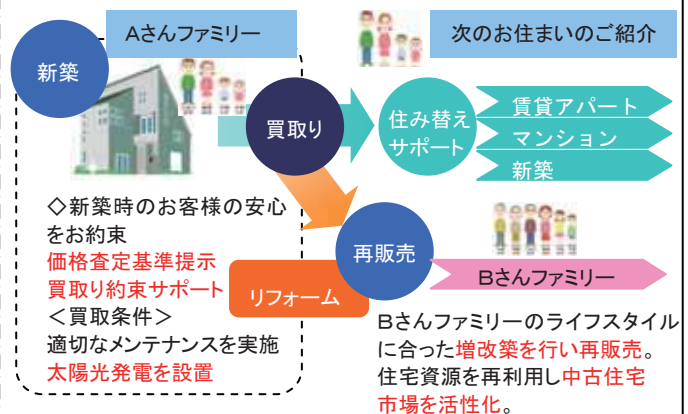 Aさんファミリー
次のお住まいのご紹介
新築
買取り
住み替え
サポート
賃貸アパート
マンション
新築
◇新築時のお客様の安心
をお約束
価格査定基準提示
買取り約束サポート
＜買取条件＞
適切なメンテナンスを実施
太陽光発電を設置
リフォーム
再販売
Bさんファミリー
Bさんファミリーのライフスタイル
に合った増改築を行い再販売。
住宅資源を再利用し中古住宅
市場を活性化。